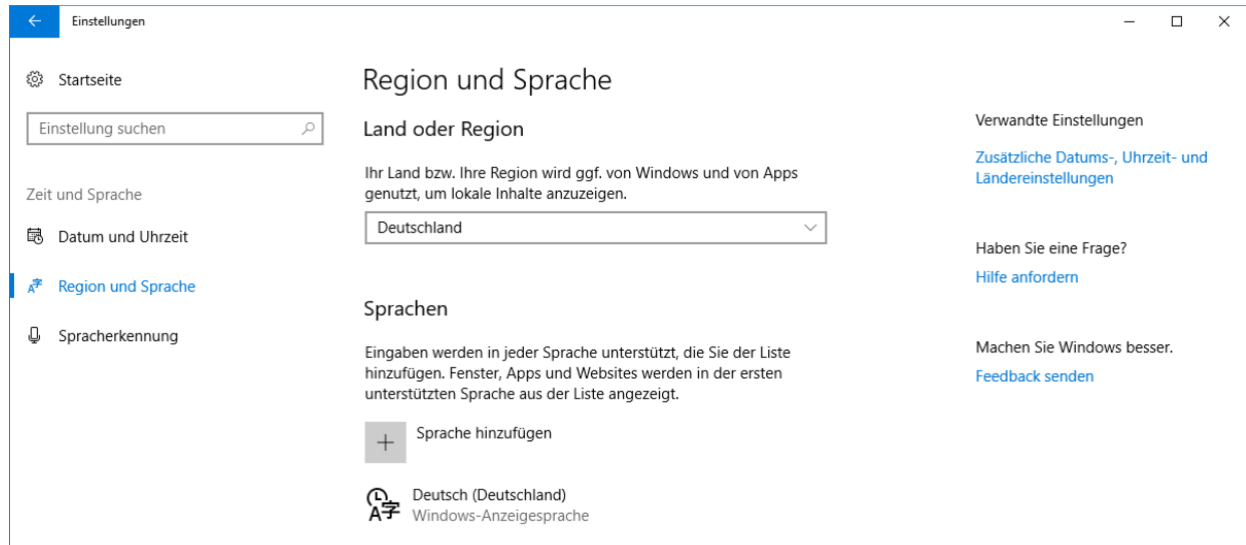 Einstellungen
Startseite
Einstellung suchen
Zeit und Sprache
Datum und Uhrzeit
Region und Sprache
Spracherkennung
Region und Sprache
Land oder Region
Ihr Land bzw. Ihre Region wird ggf. von Windows und von Apps
genutzt, um lokale Inhalte anzuzeigen.
Deutschland
Sprachen
Eingaben werden in jeder Sprache unterstützt, die Sie der Liste
hinzufügen. Fenster, Apps und Websites werden in der ersten
unterstützten Sprache aus der Liste angezeigt.
Sprache hinzufügen
Deutsch (Deutschland)
Windows-Anzeigesprache
Verwandte Einstellungen
Zusätzliche Datums-, Uhrzeit- und
Ländereinstellungen
Haben Sie eine Frage?
Hilfe anfordern
Machen Sie Windows besser.
Feedback senden